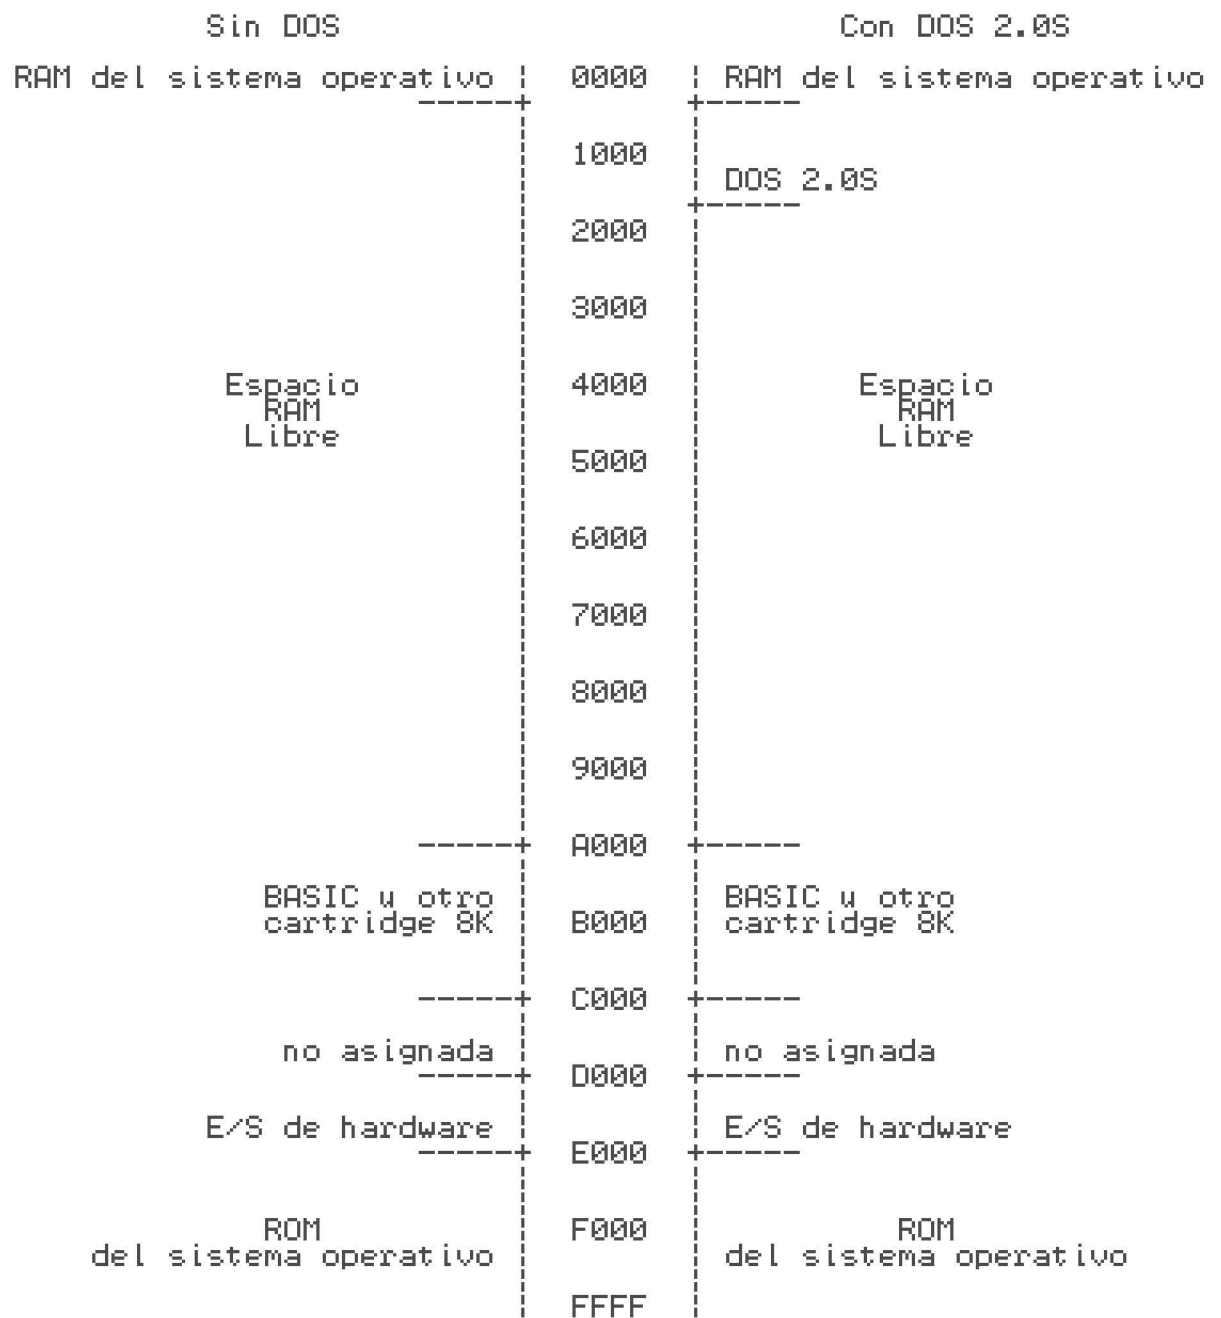 Sin DOS Con DOS 2.0S
RAM del sistema operativo 0000 RAM del sistema operativo
1000
DOS 2.0S
2000
3000
Espacio 4000 Espacio
RAM RAM
Libre Libre
5000
6000
7000
8000
9000
A000
BASIC u otro BASIC u otro
cartridge 8K B000 cartridge 8K
C000
no asignada no asignada
D000
E/S de hardware E/S de hardware
E000
ROM F000 ROM
del sistema operativo del sistema operativo
FFFF